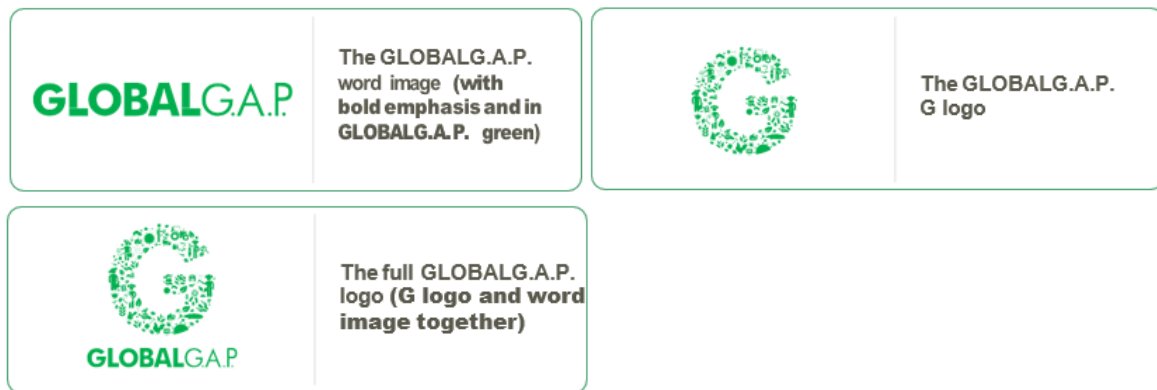 GLOBALG.A.P.
The GLOBALG.A.P.
word image (with
bold emphasis and in
GLOBALG.A.P. green)
G
The GLOBALG.A.P.
G logo
G
GLOBALG.A.P.
The full GLOBALG.A.P.
logo (G logo and word
image together)